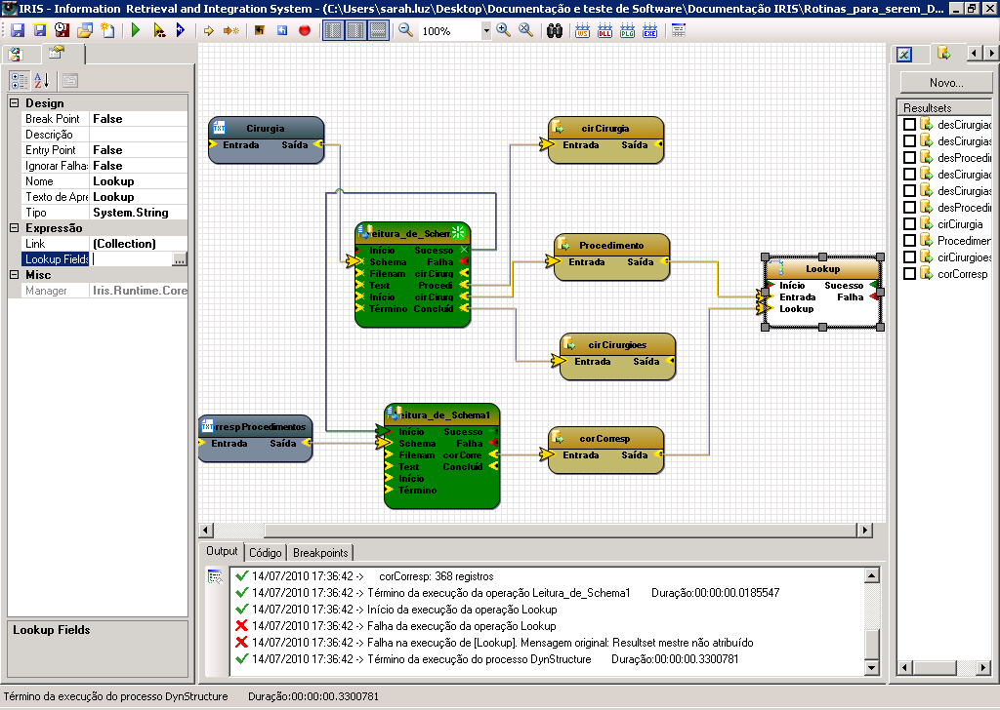 IRIS - Information Retrieval and Integration System - (C:\Users\sarah.luz\Desktop\Documentação e teste de Software\Documentação IRIS\Rotinas_para_serem_D...
100%
WS DLL PLG EXE
Novo...
Resultsets
desCirurgiac
desCirurgias
desProcedi
desCirurgiac
desCirurgias
desProcedi
cirCirurgia
Procedimen
cirCirurgioes
corCorresp
Design
Break Point False
Descrição
Entry Point False
Ignorar Falha: False
Nome Lookup
Texto de Apre Lookup
Tipo System.String
Expressão
Link (Collection)
Lookup Fields ...
Misc
Manager Iris.Runtime.Core
Lookup Fields
TXT Cirurgia
Entrada Saída
cirCirurgia
Entrada Saída
Leitura_de_Schem
Início Sucesso
Schema Falha
Filenam cirCirurg
Text Procedi
Início cirCirurg
Término Concluíd
Procedimento
Entrada Saída
Lookup
Início Sucesso
Entrada Falha
Lookup
cirCirurgioes
Entrada Saída
TXT rrespProcedimentos
Entrada Saída
eitura_de_Schema1
Início Sucesso
Schema Falha
Filenam corCorre
Text Concluíd
Início
Término
corCorresp
Entrada Saída
Output Código Breakpoints
14/07/2010 17:36:42 -> corCorresp: 368 registros
14/07/2010 17:36:42 -> Término da execução da operação Leitura_de_Schema1 Duração:00:00:00.0185547
14/07/2010 17:36:42 -> Início da execução da operação Lookup
14/07/2010 17:36:42 -> Falha da execução da operação Lookup
14/07/2010 17:36:42 -> Falha na execução de [Lookup]. Mensagem original: Resultset mestre não atribuído
14/07/2010 17:36:42 -> Término da execução do processo DynStructure Duração:00:00:00.3300781
Término da execução do processo DynStructure Duração:00:00:00.3300781